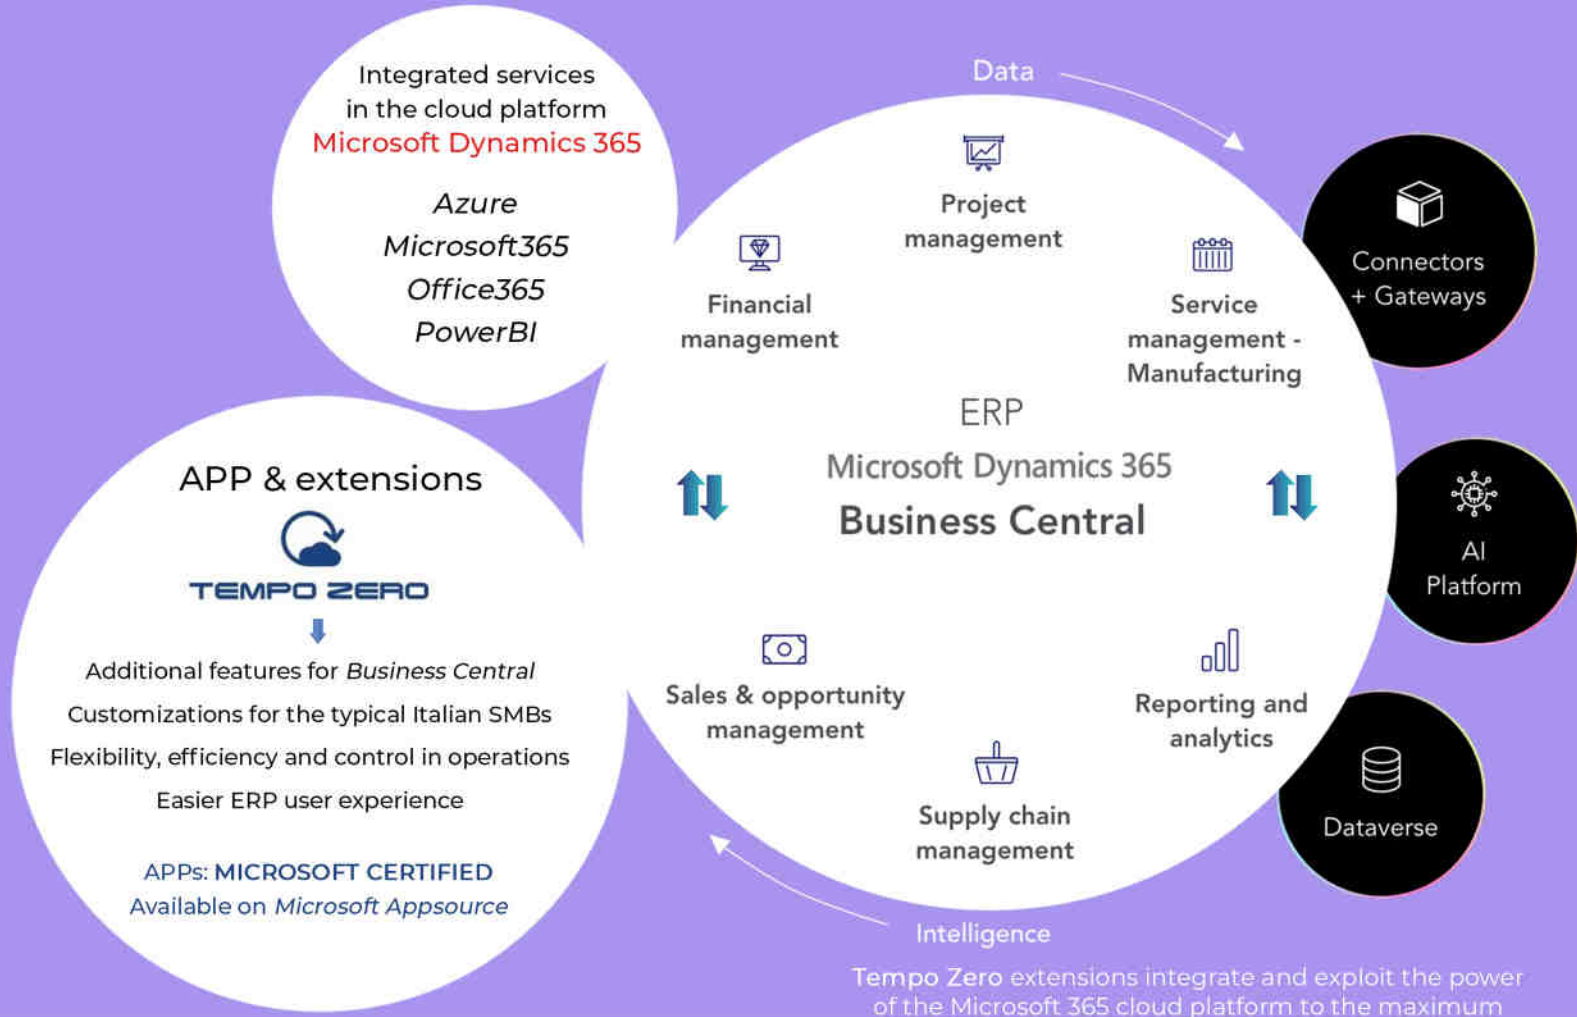 Integrated services
in the cloud platform
Microsoft Dynamics 365
Azure
Microsoft365
Office365
PowerBI
APP & extensions
TEMPO ZERO
Additional features for Business Central
Customizations for the typical Italian SMBs
Flexibility, efficiency and control in operations
Easier ERP user experience
APPs: MICROSOFT CERTIFIED
Available on Microsoft Appsource
Data
Project
management
Financial
management
Service
management -
Manufacturing
ERP
Microsoft Dynamics 365
Business Central
Sales & opportunity
management
Reporting and
analytics
Supply chain
management
Intelligence
Connectors
+ Gateways
AI
Platform
Dataverse
Tempo Zero extensions integrate and exploit the power
of the Microsoft 365 cloud platform to the maximum